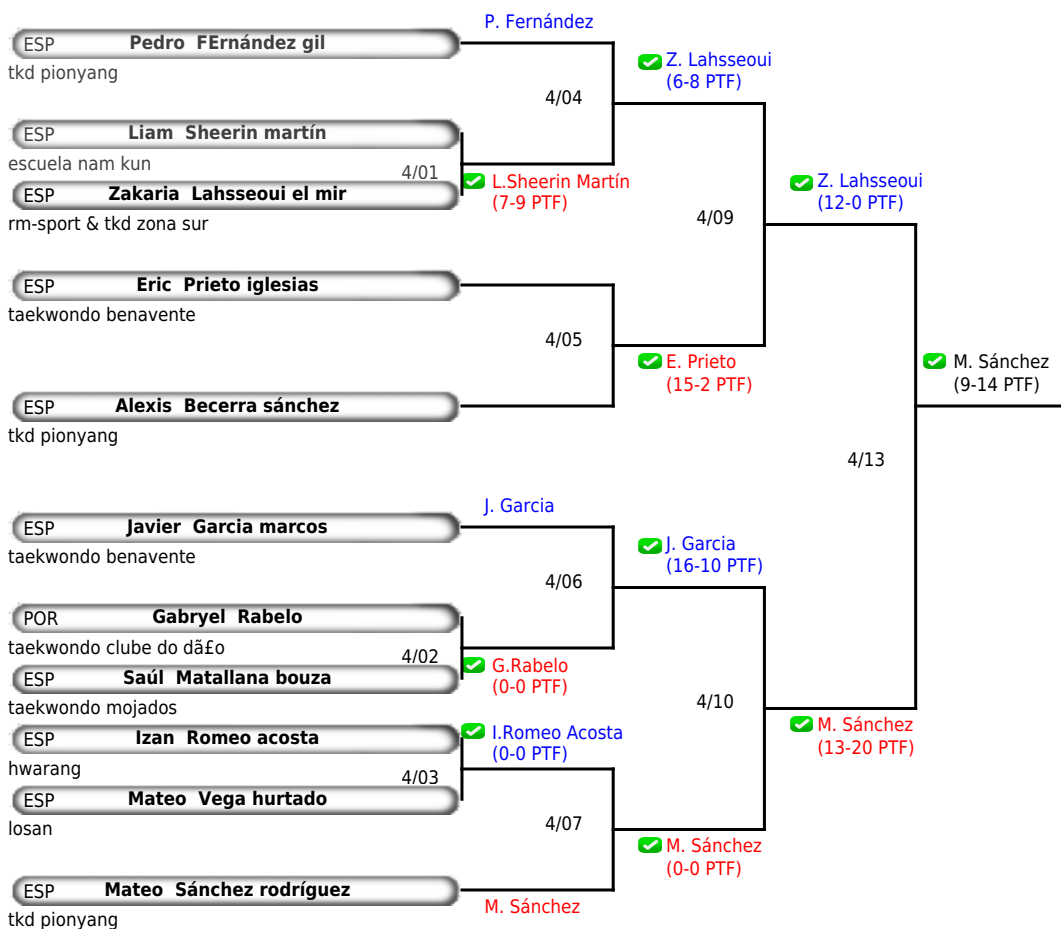 P. Fernández
ESP Pedro FErnández gil
tkd pionyang
Z. Lahsseoui
(6-8 PTF)
4/04
ESP Liam Sheerin martín
escuela nam kun
4/01
L.Sheerin Martín
(7-9 PTF)
ESP Zakaria Lahsseoui el mir
rm-sport & tkd zona sur
Z. Lahsseoui
(12-0 PTF)
4/09
ESP Eric Prieto iglesias
taekwondo benavente
4/05
E. Prieto
(15-2 PTF)
M. Sánchez
(9-14 PTF)
ESP Alexis Becerra sánchez
tkd pionyang
4/13
J. Garcia
ESP Javier Garcia marcos
taekwondo benavente
J. Garcia
(16-10 PTF)
4/06
POR Gabryel Rabelo
taekwondo clube do dã£o
4/02
G.Rabelo
(0-0 PTF)
ESP Saúl Matallana bouza
taekwondo mojados
4/10
I.Romeo Acosta
(0-0 PTF)
M. Sánchez
(13-20 PTF)
ESP Izan Romeo acosta
hwarang
4/03
ESP Mateo Vega hurtado
losan
4/07
M. Sánchez
(0-0 PTF)
ESP Mateo Sánchez rodríguez
M. Sánchez
tkd pionyang